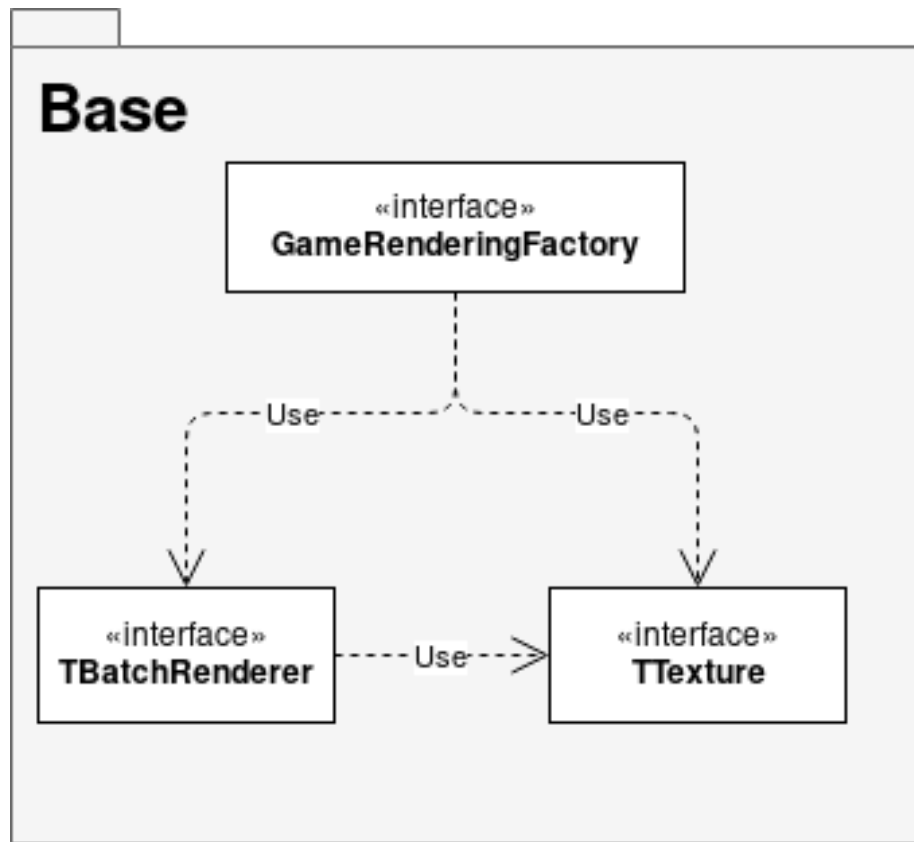 Base
«interface»
GameRenderingFactory
Use
Use
«interface»
TBatchRenderer
Use
«interface»
TTexture